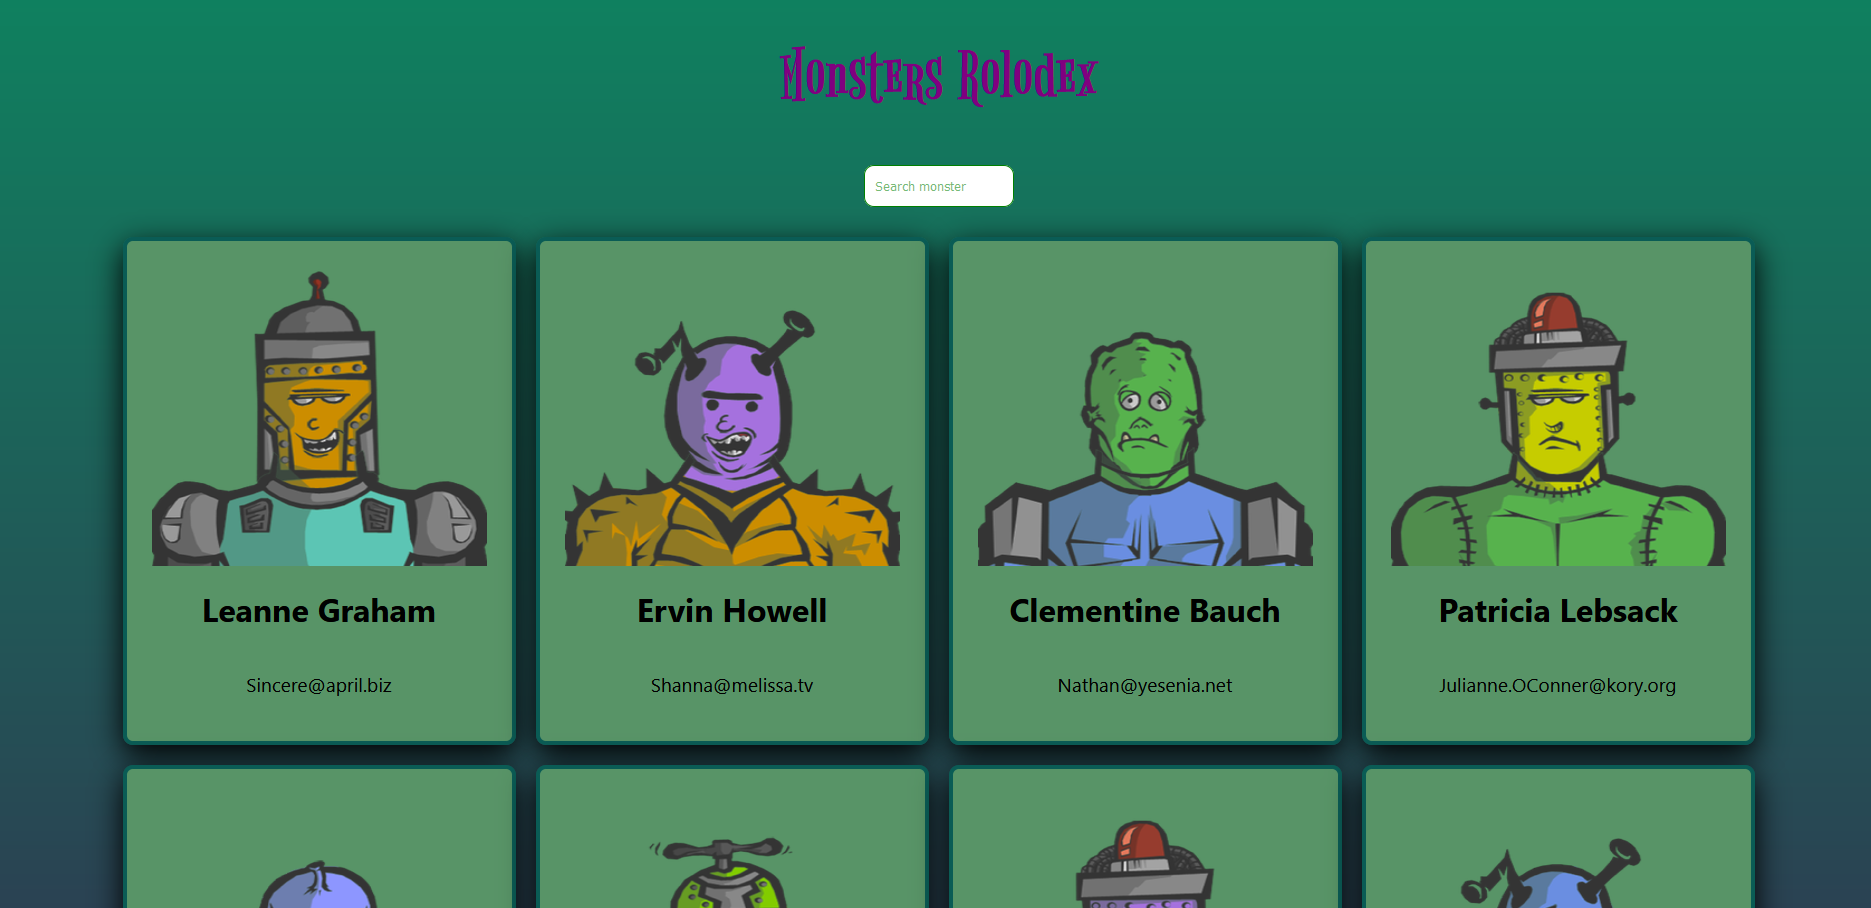 Monsters Rolodex
Search monster
Leanne Graham
Ervin Howell
Clementine Bauch
Patricia Lebsack
Sincere@april.biz
Shanna@melissa.tv
Nathan@yesenia.net
Julianne.OConner@kory.org